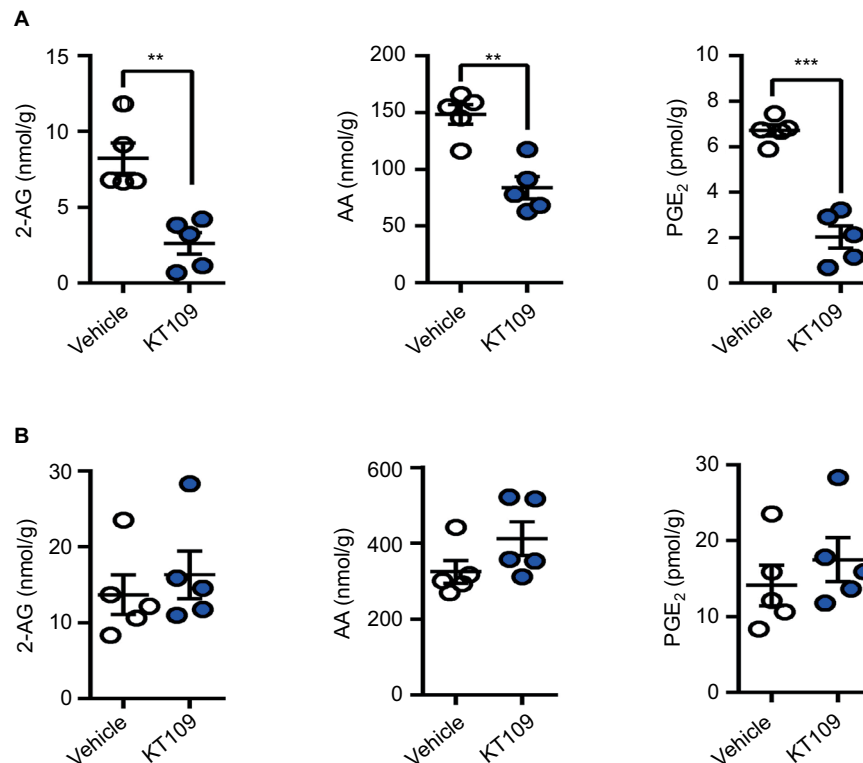 A
15
10
5
0
2-AG (nmol/g)
**
Vehicle
KT109
200
150
100
50
0
AA (nmol/g)
**
Vehicle
KT109
10
8
6
4
2
0
PGE₂ (pmol/g)
***
Vehicle
KT109
B
30
20
10
0
2-AG (nmol/g)
Vehicle
KT109
600
400
200
0
AA (nmol/g)
Vehicle
KT109
30
20
10
0
PGE₂ (pmol/g)
Vehicle
KT109